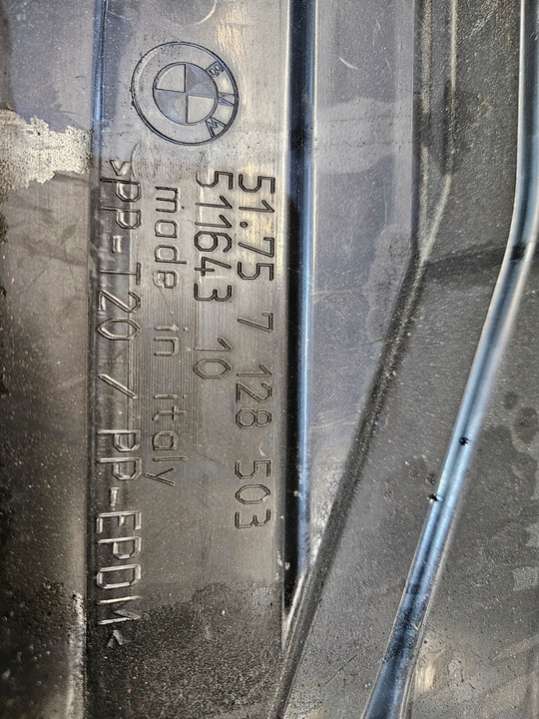 BMW
51.75 7 128 503
511643 10
made in italy
>PP-T20 / PP-EPDM<